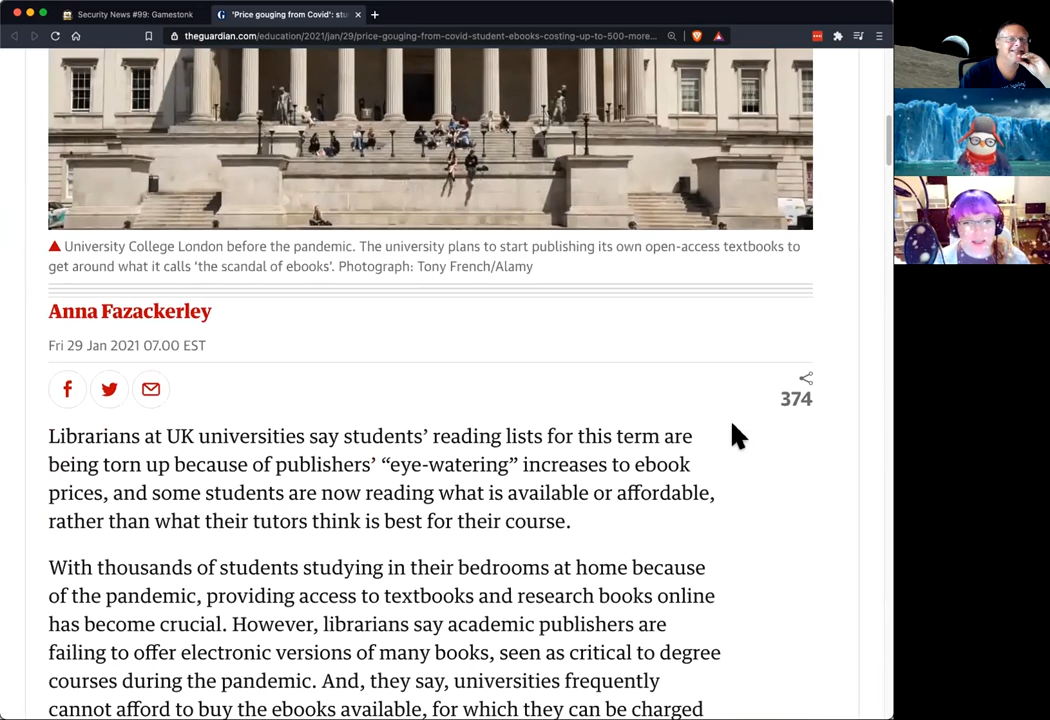 Security News #99: Gamestonk
'Price gouging from Covid': stu
theguardian.com/education/2021/jan/29/price-gouging-from-covid-student-ebooks-costing-up-to-500-more...
University College London before the pandemic. The university plans to start publishing its own open-access textbooks to
get around what it calls ‘the scandal of ebooks’. Photograph: Tony French/Alamy
Anna Fazackerley
Fri 29 Jan 2021 07.00 EST
374
Librarians at UK universities say students’ reading lists for this term are
being torn up because of publishers’ “eye-watering” increases to ebook
prices, and some students are now reading what is available or affordable,
rather than what their tutors think is best for their course.
With thousands of students studying in their bedrooms at home because
of the pandemic, providing access to textbooks and research books online
has become crucial. However, librarians say academic publishers are
failing to offer electronic versions of many books, seen as critical to degree
courses during the pandemic. And, they say, universities frequently
cannot afford to buy the ebooks available, for which they can be charged